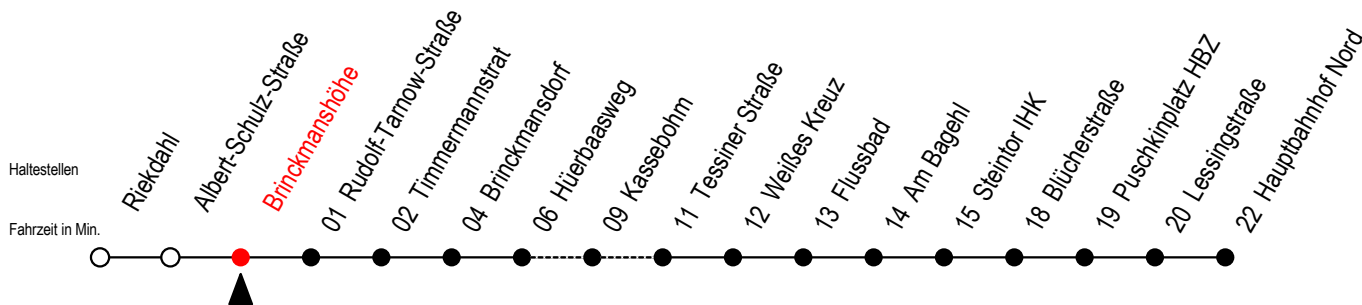 Haltestellen
Fahrzeit in Min.
Riekdahl
Albert-Schulz-Straße
Brinckmanshöhe
01 Rudolf-Tarnow-Straße
02 Timmermannstrat
04 Brinckmansdorf
06 Hüerbaasweg
09 Kassebohm
11 Tessiner Straße
12 Weißes Kreuz
13 Flussbad
14 Am Bagehl
15 Steintor IHK
18 Blücherstraße
19 Puschkinplatz HBZ
20 Lessingstraße
22 Hauptbahnhof Nord